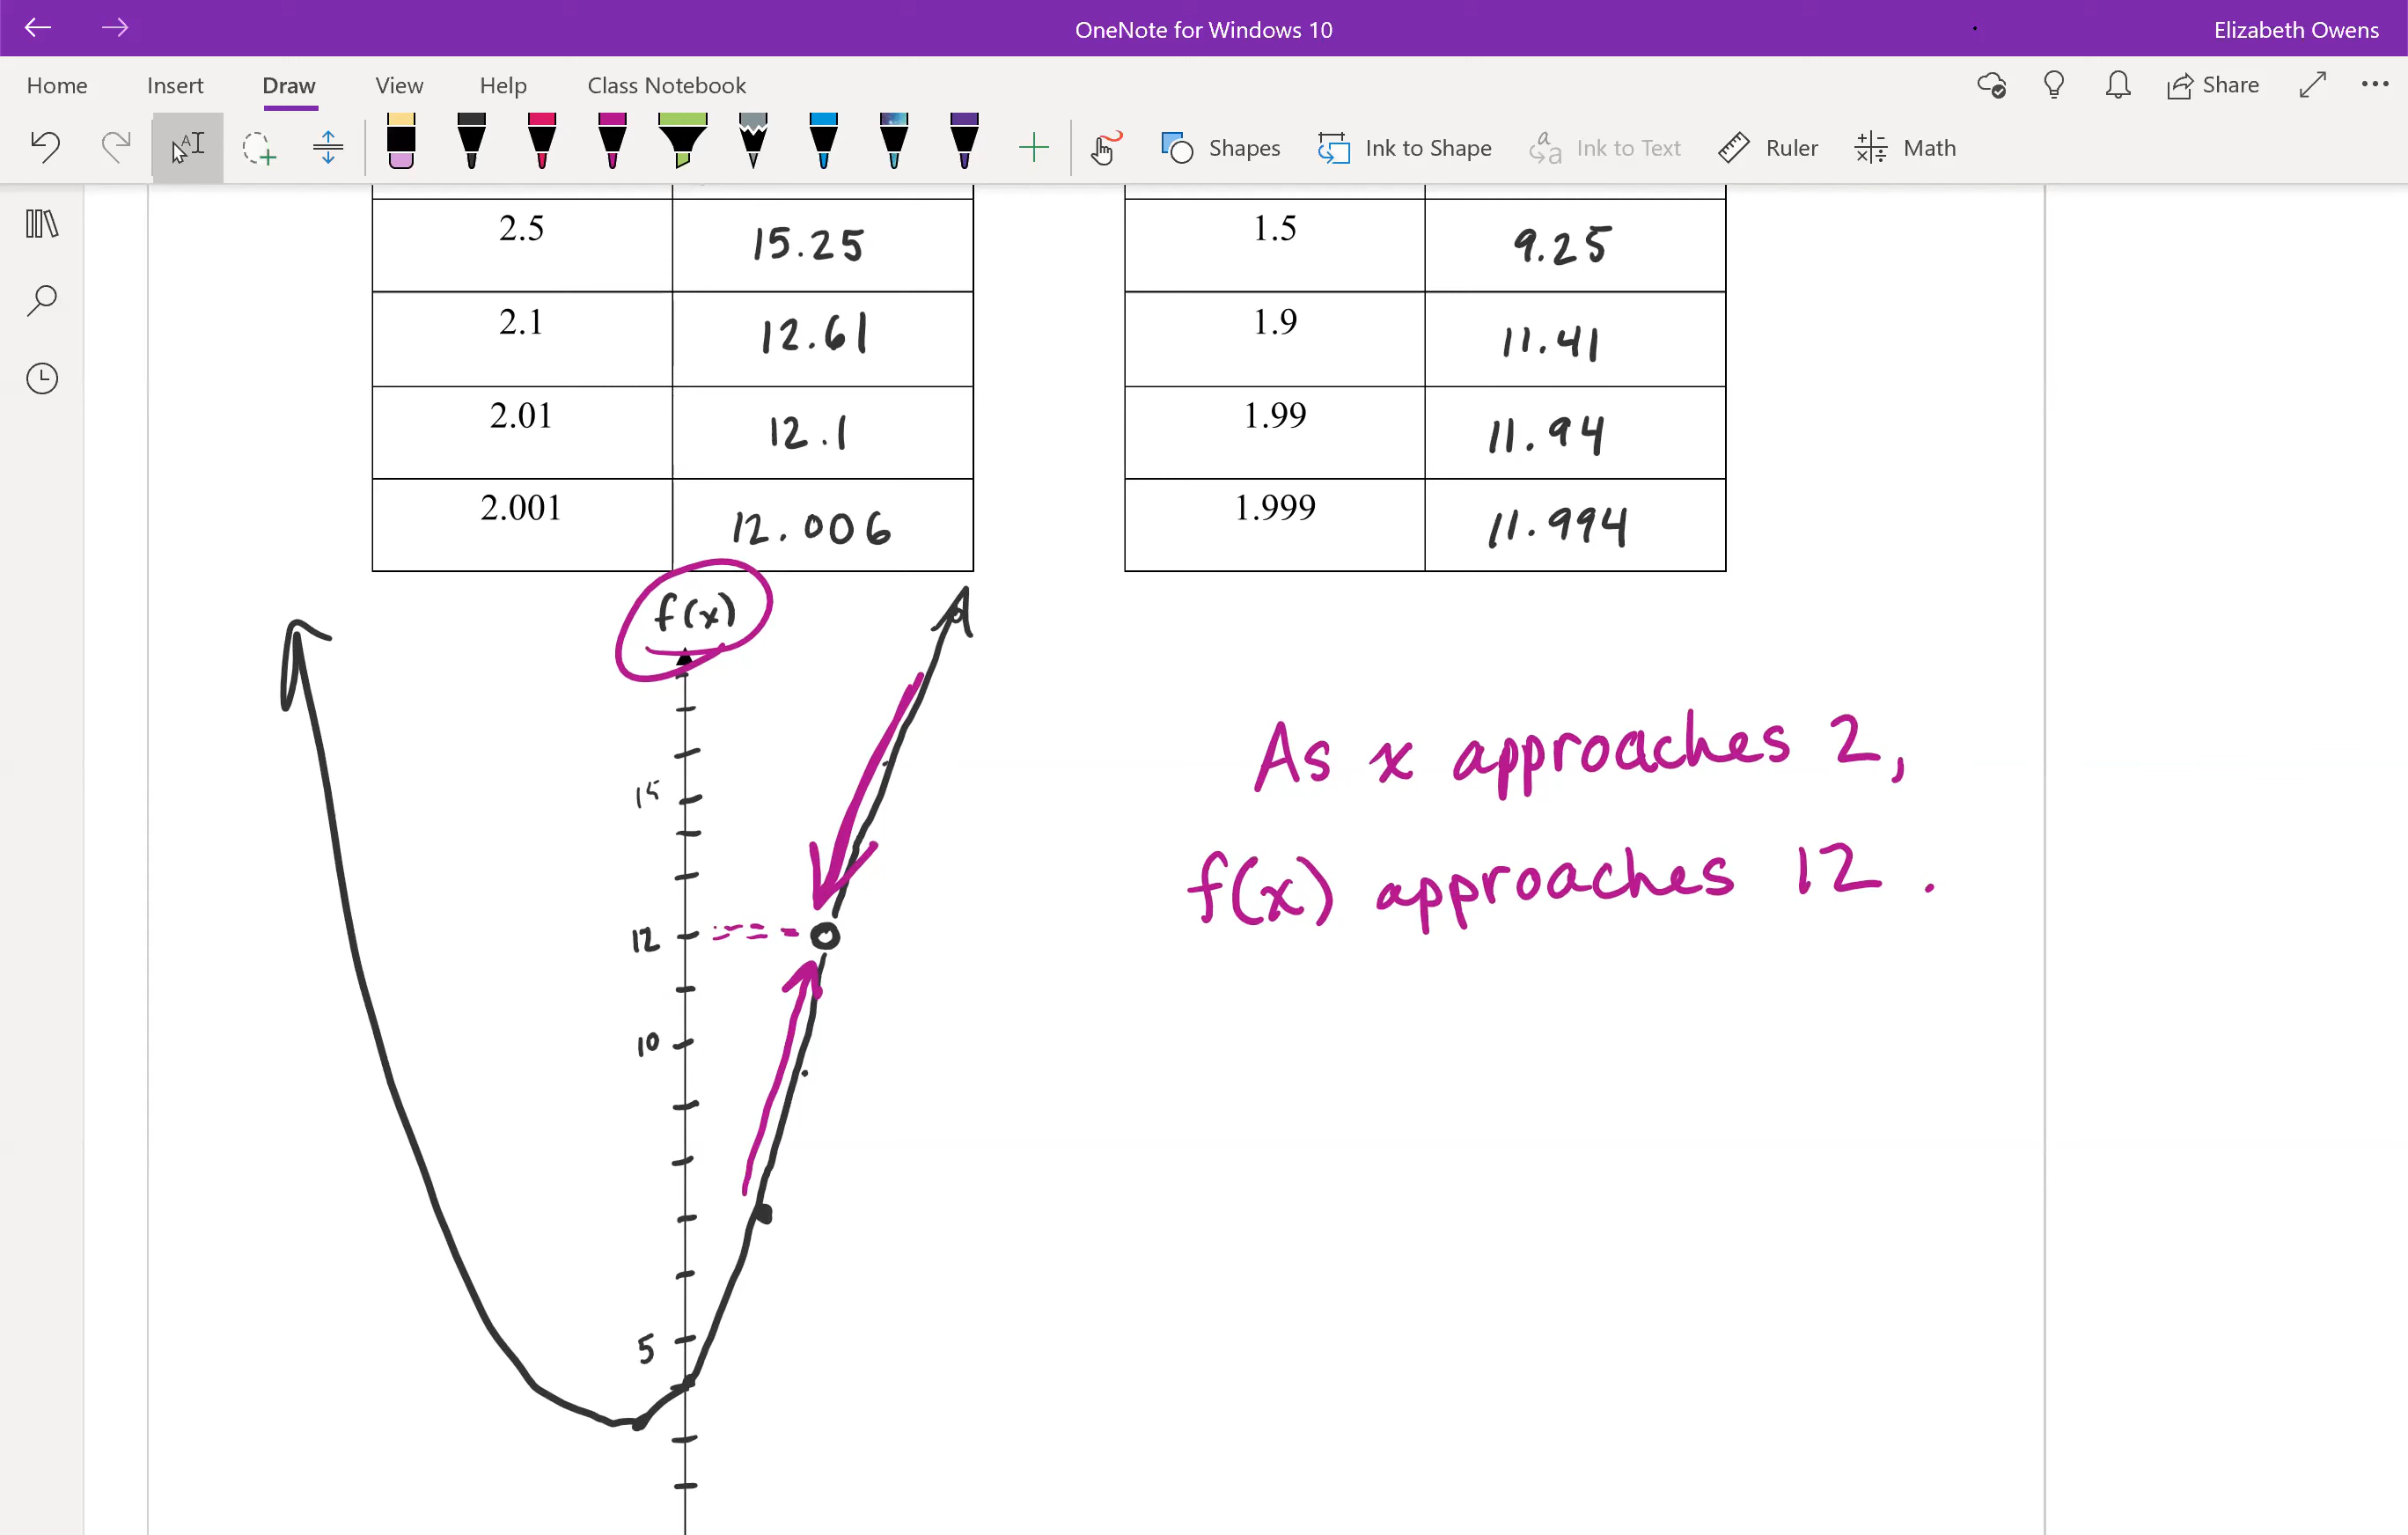 OneNote for Windows 10
Elizabeth Owens
Home Insert Draw View Help Class Notebook
Share
Shapes Ink to Shape Ink to Text Ruler Math
2.5 15.25 1.5 9.25
2.1 12.61 1.9 11.41
2.01 12.1 1.99 11.94
2.001 12.006 1.999 11.994
f(x)
15
12
10
5
As x approaches 2,
f(x) approaches 12.